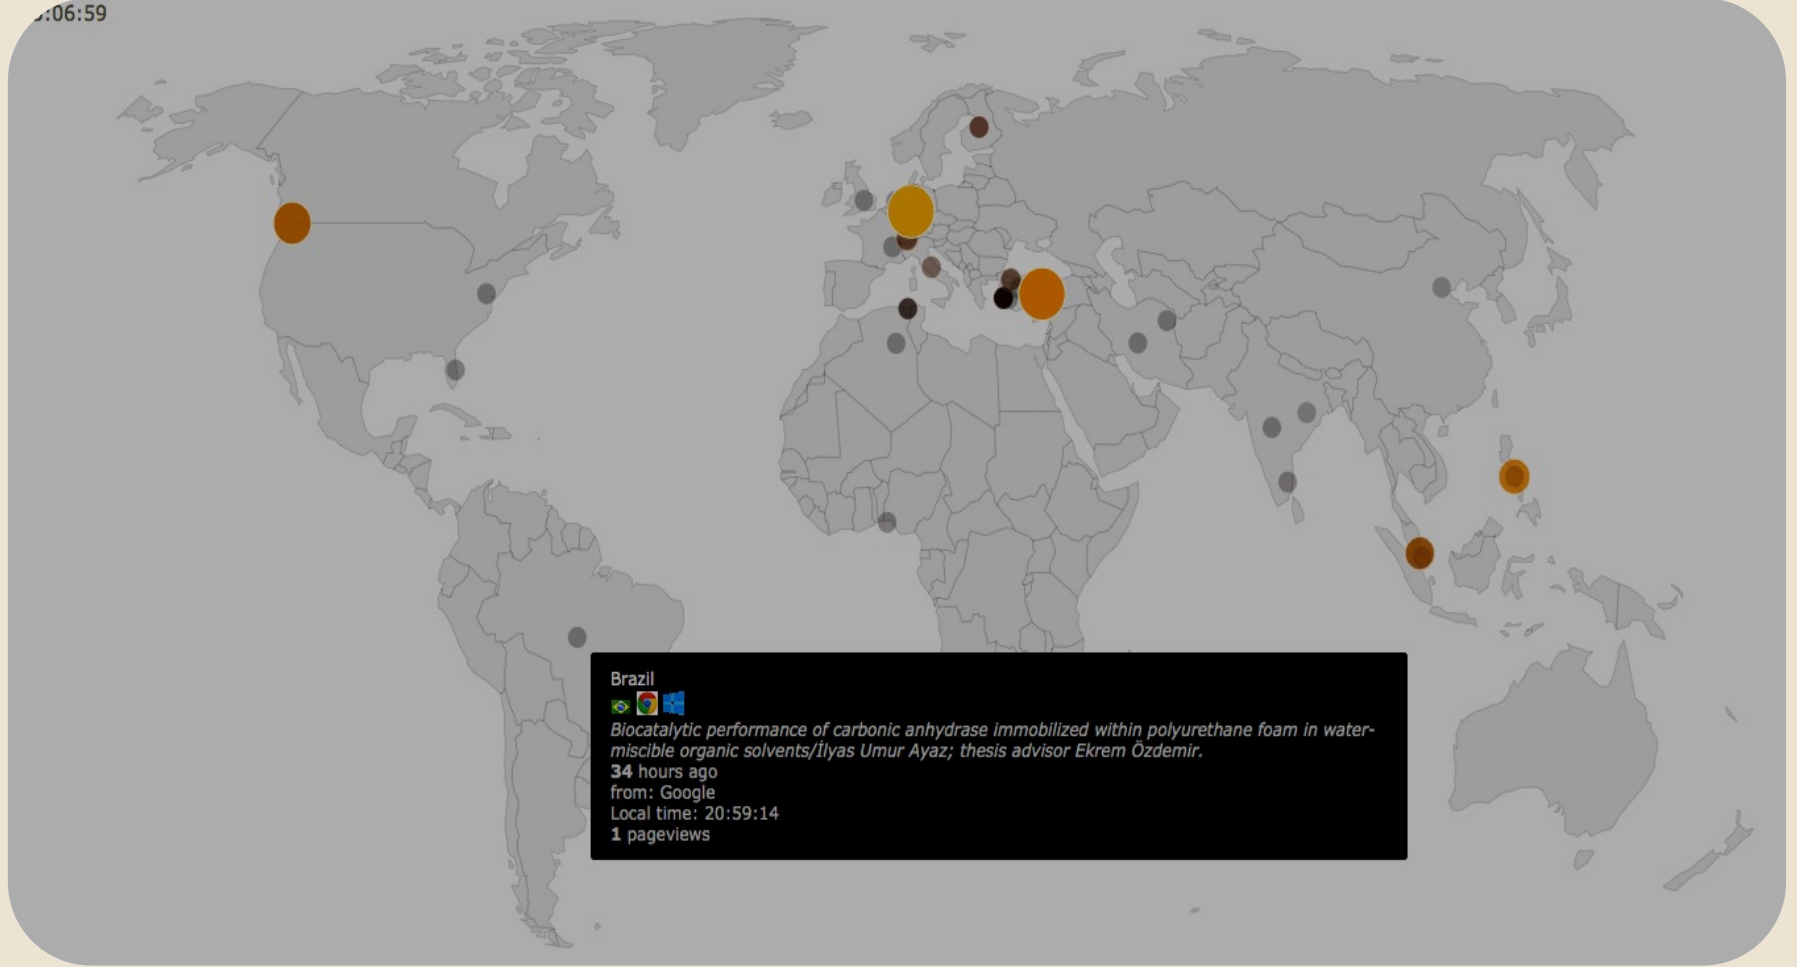 :06:59
Brazil
Biocatalytic performance of carbonic anhydrase immobilized within polyurethane foam in water-
miscible organic solvents/İlyas Umur Ayaz; thesis advisor Ekrem Özdemir.
34 hours ago
from: Google
Local time: 20:59:14
1 pageviews